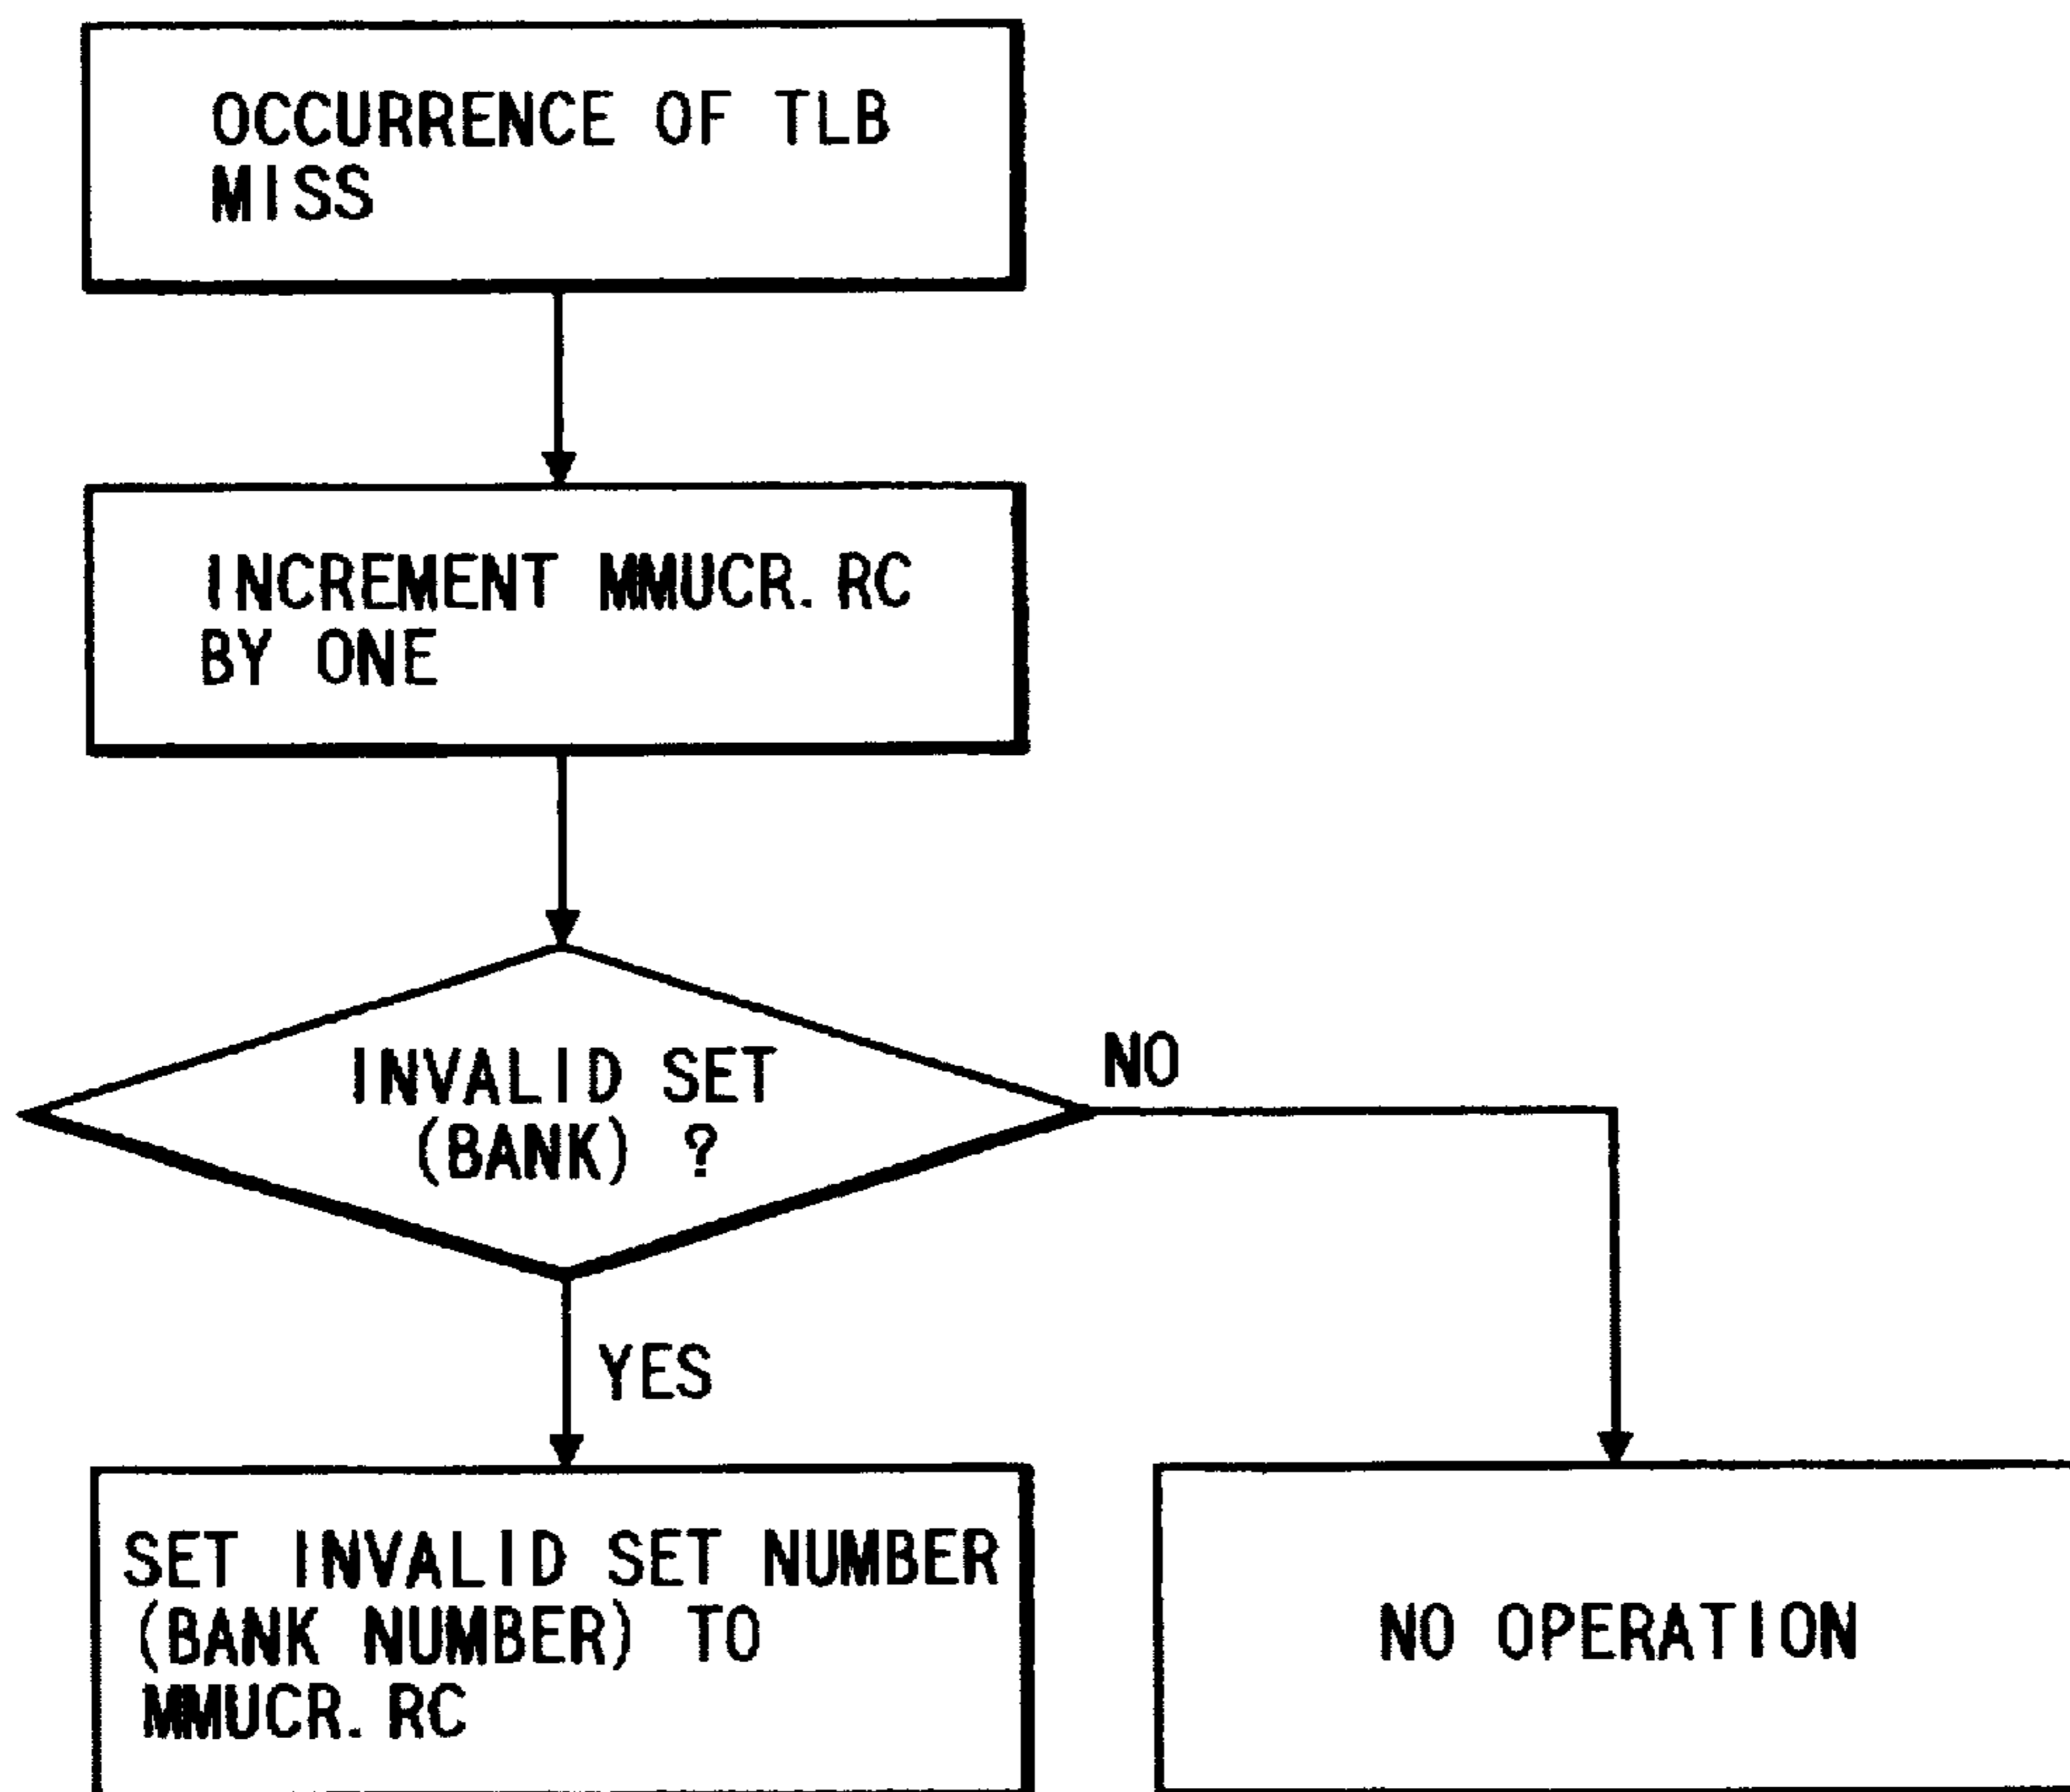 OCCURRENCE OF TLB
MISS
INCREMENT MMUCR. RC
BY ONE
INVALID SET
(BANK) ?
NO
YES
SET INVALID SET NUMBER
(BANK NUMBER) TO
MMUCR. RC
NO OPERATION